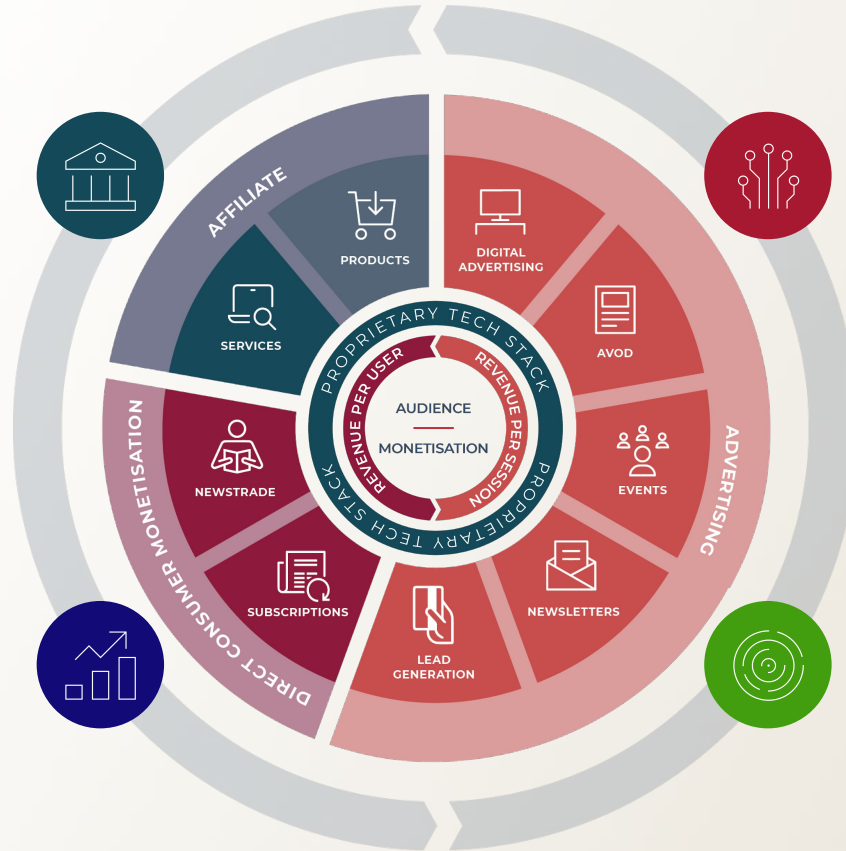 AFFILIATE
PRODUCTS
SERVICES
DIGITAL
ADVERTISING
AVOD
EVENTS
NEWSLETTERS
LEAD
GENERATION
ADVERTISING
DIRECT CONSUMER MONETISATION
NEWSTRADE
SUBSCRIPTIONS
PROPRIETARY TECH STACK
PROPRIETARY TECH STACK
REVENUE PER USER
REVENUE PER SESSION
AUDIENCE
MONETISATION